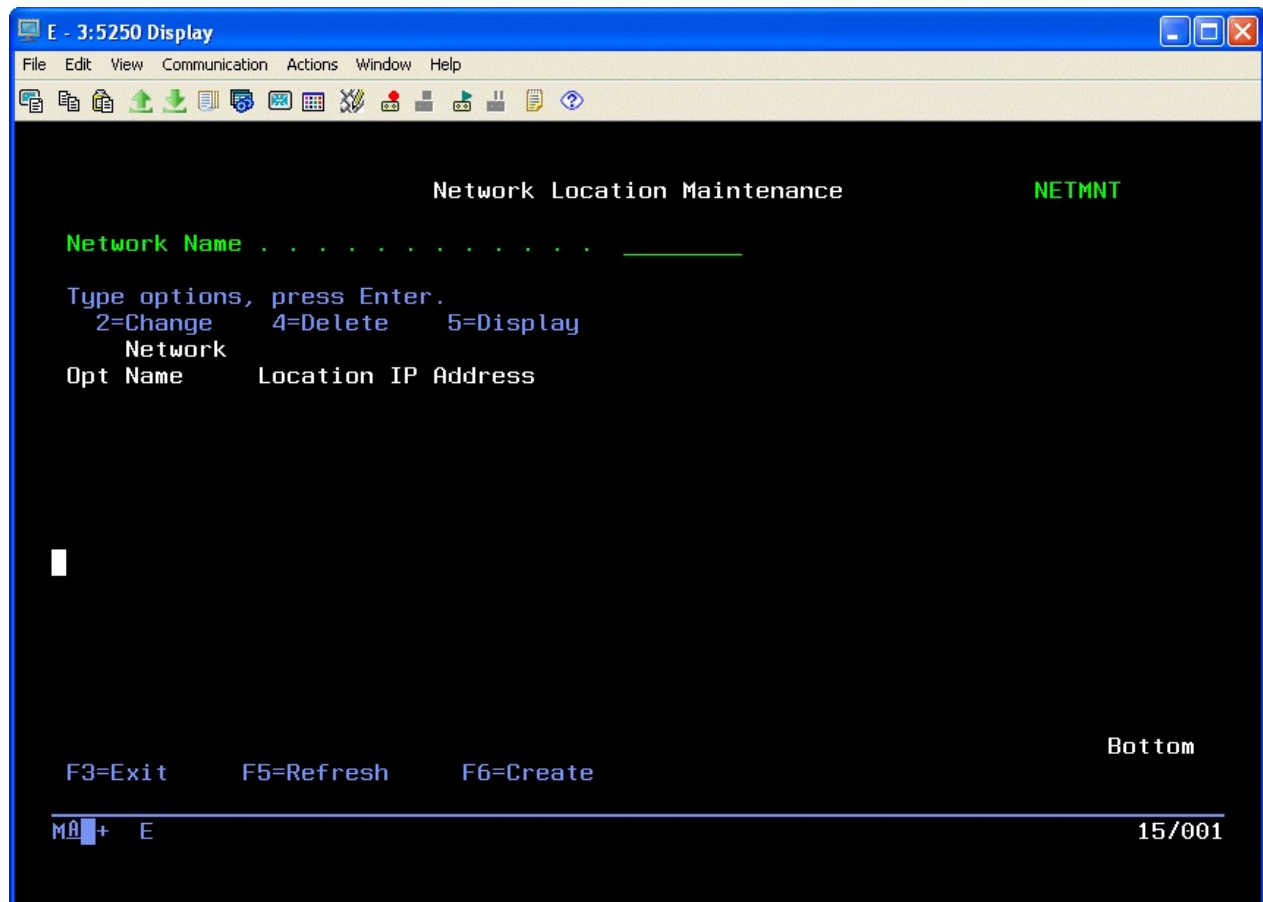 E - 3:5250 Display
File Edit View Communication Actions Window Help
Network Location Maintenance NETMNT
Network Name . . . . . . . . . . . . ________
Type options, press Enter.
2=Change 4=Delete 5=Display
Network
Opt Name Location IP Address
Bottom
F3=Exit F5=Refresh F6=Create
MA + E 15/001